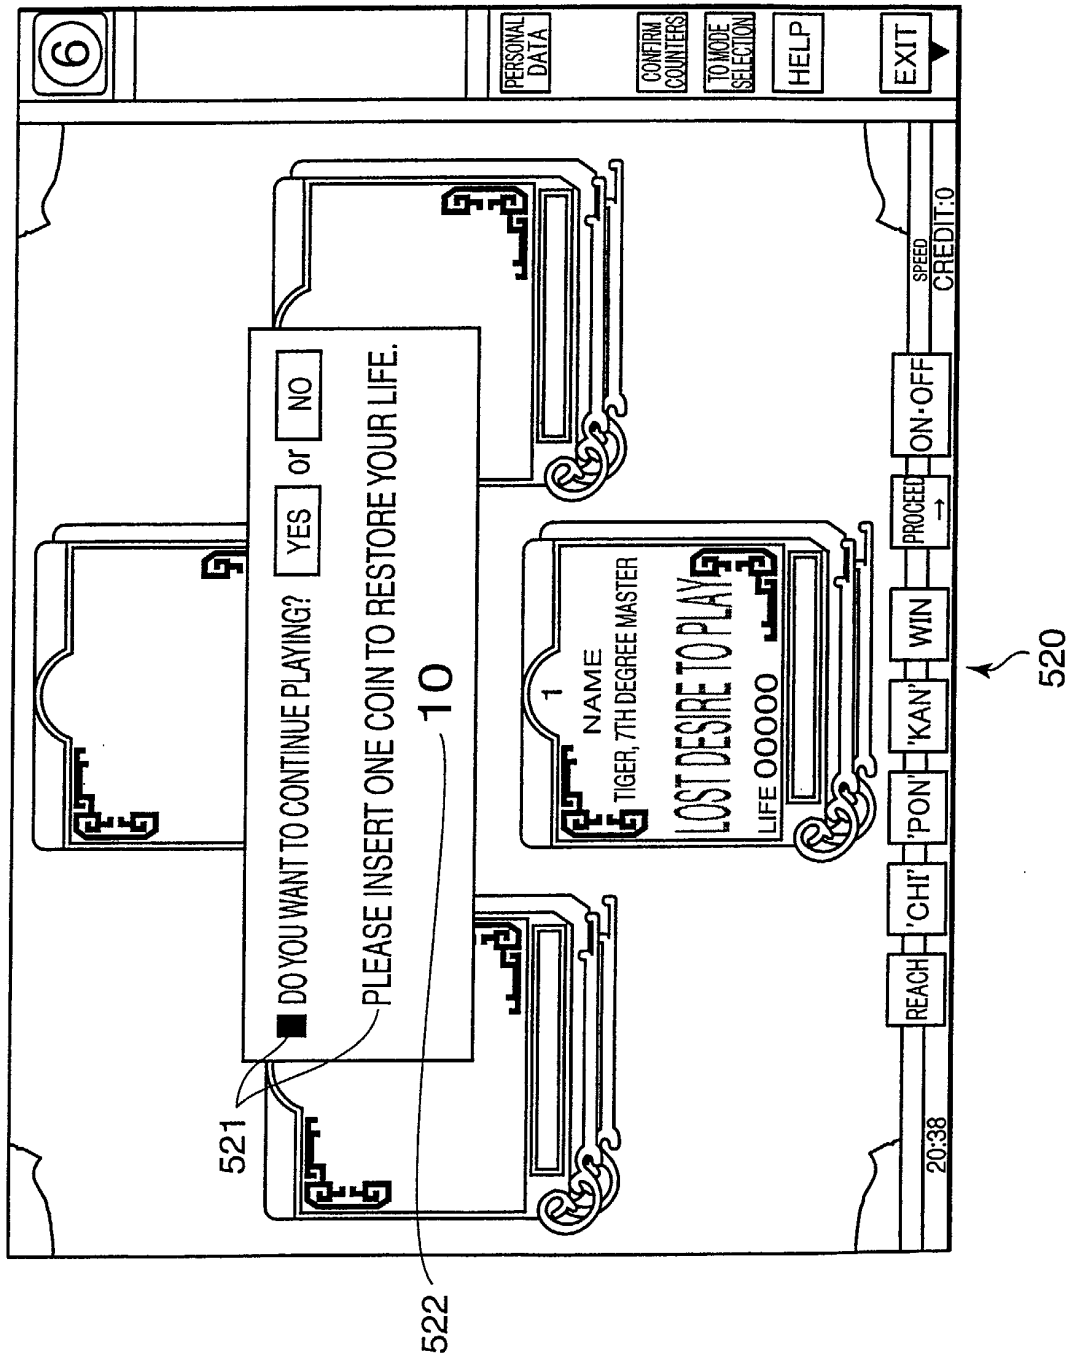 6
PERSONAL
DATA
CONFIRM
COUNTERS
TO MODE
SELECTION
HELP
EXIT
■ DO YOU WANT TO CONTINUE PLAYING? YES or NO
PLEASE INSERT ONE COIN TO RESTORE YOUR LIFE.
10
1
NAME
TIGER, 7TH DEGREE MASTER
LOST DESIRE TO PLAY
LIFE 00000
REACH 'CHI' 'PON' 'KAN' WIN PROCEED → ON•OFF
SPEED
20:38 CREDIT:0
521
522
520